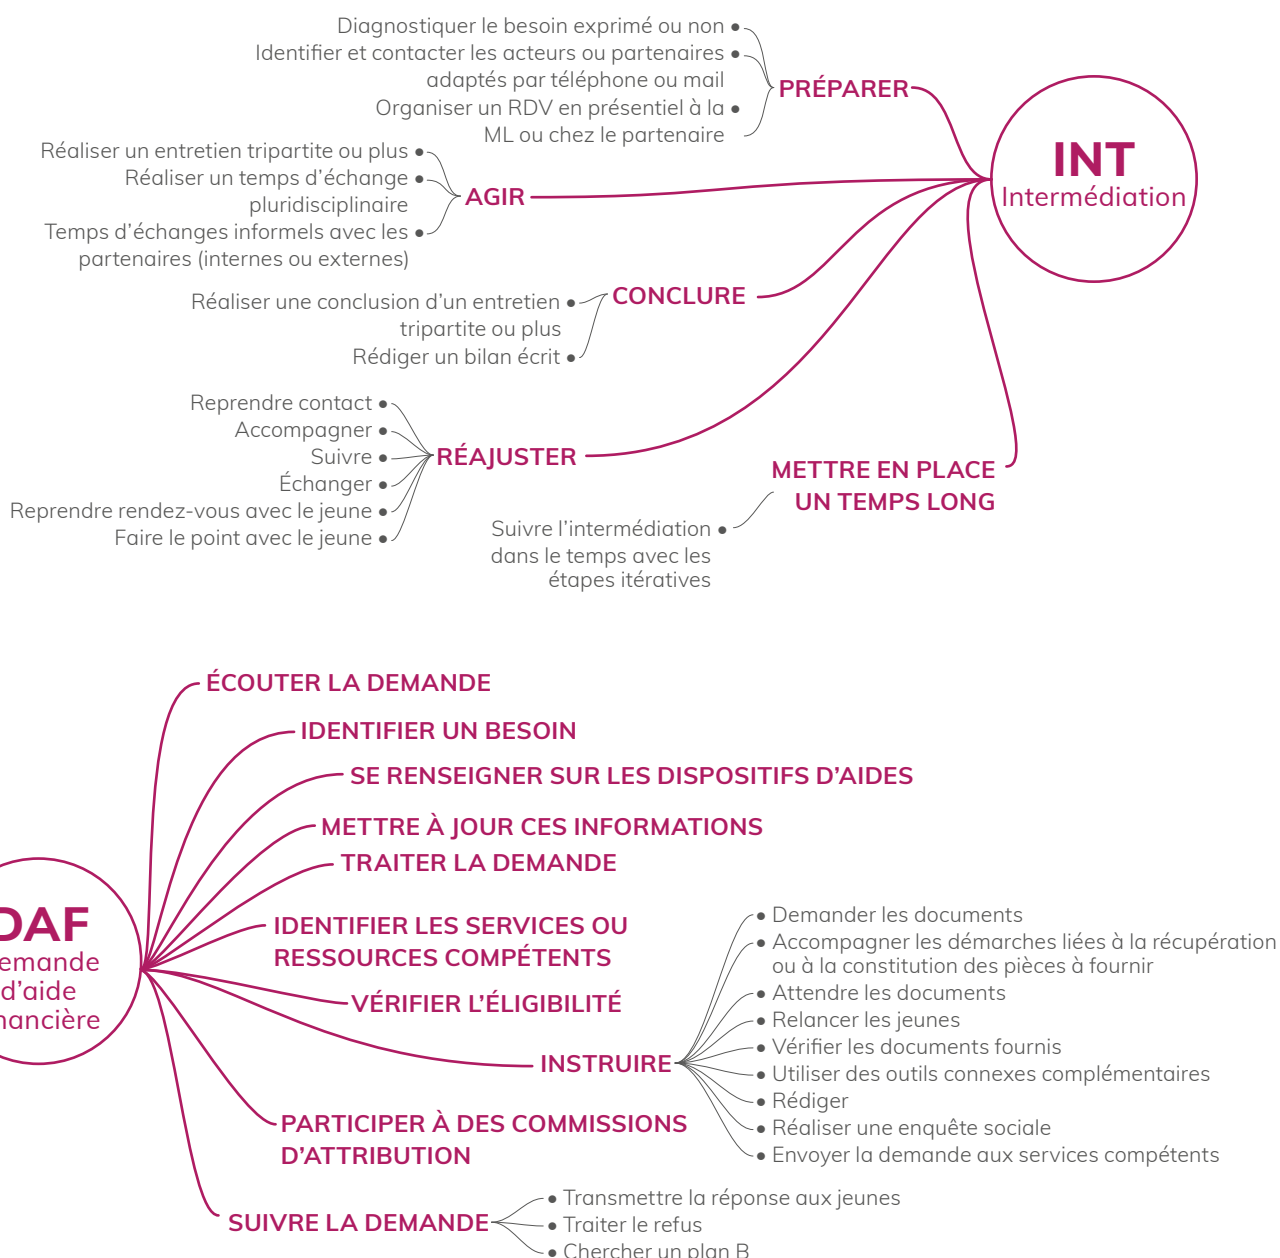 Diagnostiquer le besoin exprimé ou non •
Identifier et contacter les acteurs ou partenaires •
adaptés par téléphone ou mail
Organiser un RDV en présentiel à la •
ML ou chez le partenaire
PRÉPARER
INT
Intermédiation
Réaliser un entretien tripartite ou plus •
Réaliser un temps d’échange •
pluridisciplinaire
Temps d’échanges informels avec les •
partenaires (internes ou externes)
AGIR
Réaliser une conclusion d’un entretien •
tripartite ou plus
Rédiger un bilan écrit •
CONCLURE
Reprendre contact •
Accompagner •
Suivre •
Échanger •
Reprendre rendez-vous avec le jeune •
Faire le point avec le jeune •
RÉAJUSTER
METTRE EN PLACE
UN TEMPS LONG
Suivre l’intermédiation •
dans le temps avec les
étapes itératives
DAF
emande
d’aide
nancière
ÉCOUTER LA DEMANDE
IDENTIFIER UN BESOIN
SE RENSEIGNER SUR LES DISPOSITIFS D’AIDES
METTRE À JOUR CES INFORMATIONS
TRAITER LA DEMANDE
IDENTIFIER LES SERVICES OU
RESSOURCES COMPÉTENTS
VÉRIFIER L’ÉLIGIBILITÉ
INSTRUIRE
• Demander les documents
• Accompagner les démarches liées à la récupération
ou à la constitution des pièces à fournir
• Attendre les documents
• Relancer les jeunes
• Vérifier les documents fournis
• Utiliser des outils connexes complémentaires
• Rédiger
• Réaliser une enquête sociale
• Envoyer la demande aux services compétents
PARTICIPER À DES COMMISSIONS
D’ATTRIBUTION
SUIVRE LA DEMANDE
• Transmettre la réponse aux jeunes
• Traiter le refus
• Chercher un plan B